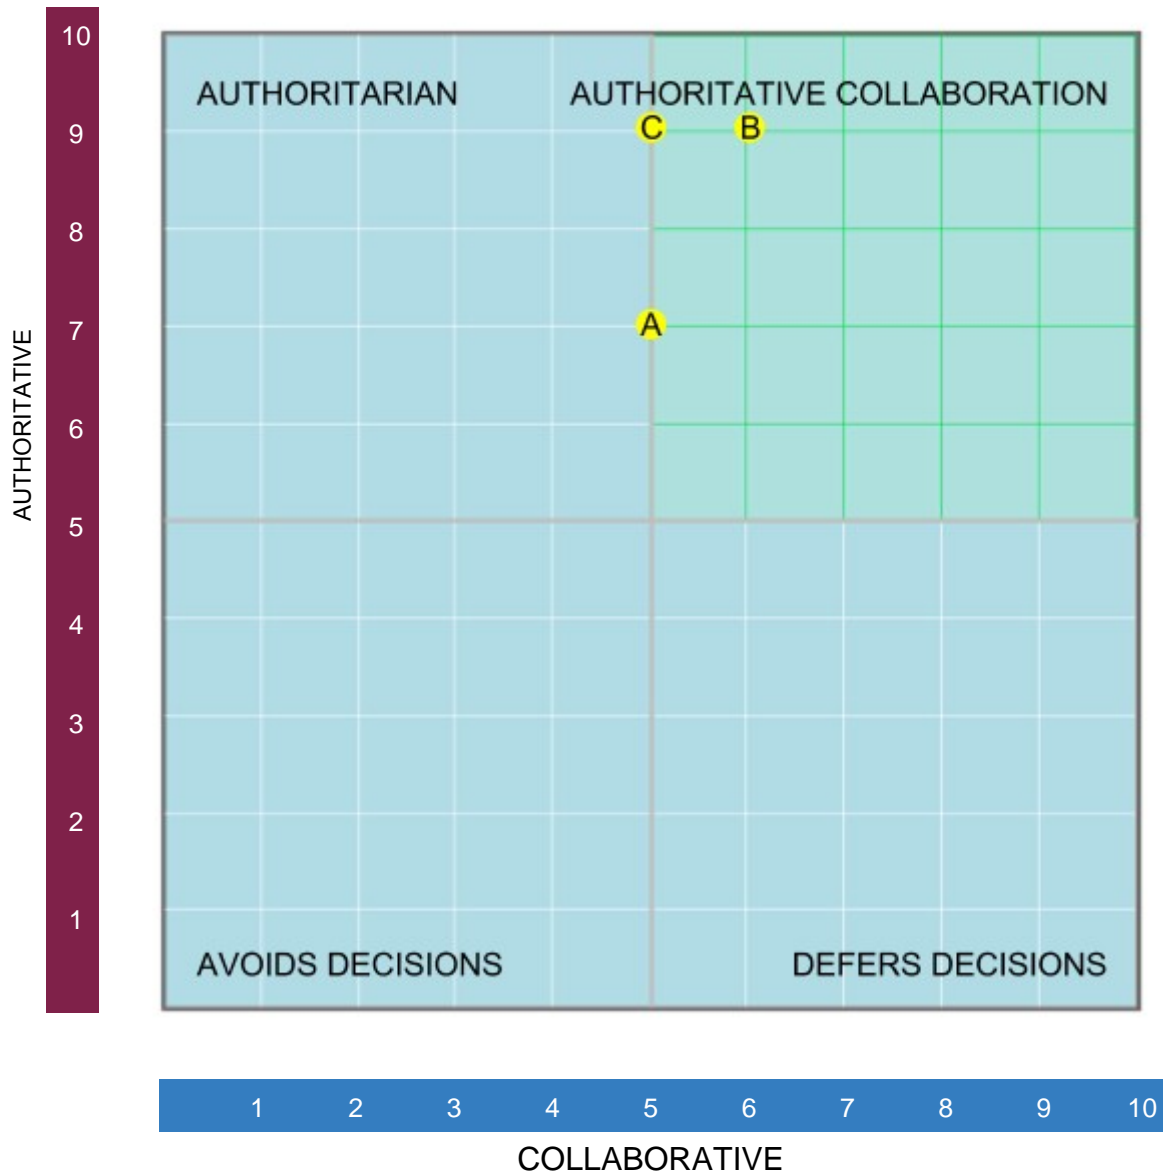 10
AUTHORITARIAN
AUTHORITATIVE COLLABORATION
9
C
B
8
7
A
AUTHORITATIVE
6
5
4
3
2
1
AVOIDS DECISIONS
DEFERS DECISIONS
1 2 3 4 5 6 7 8 9 10
COLLABORATIVE